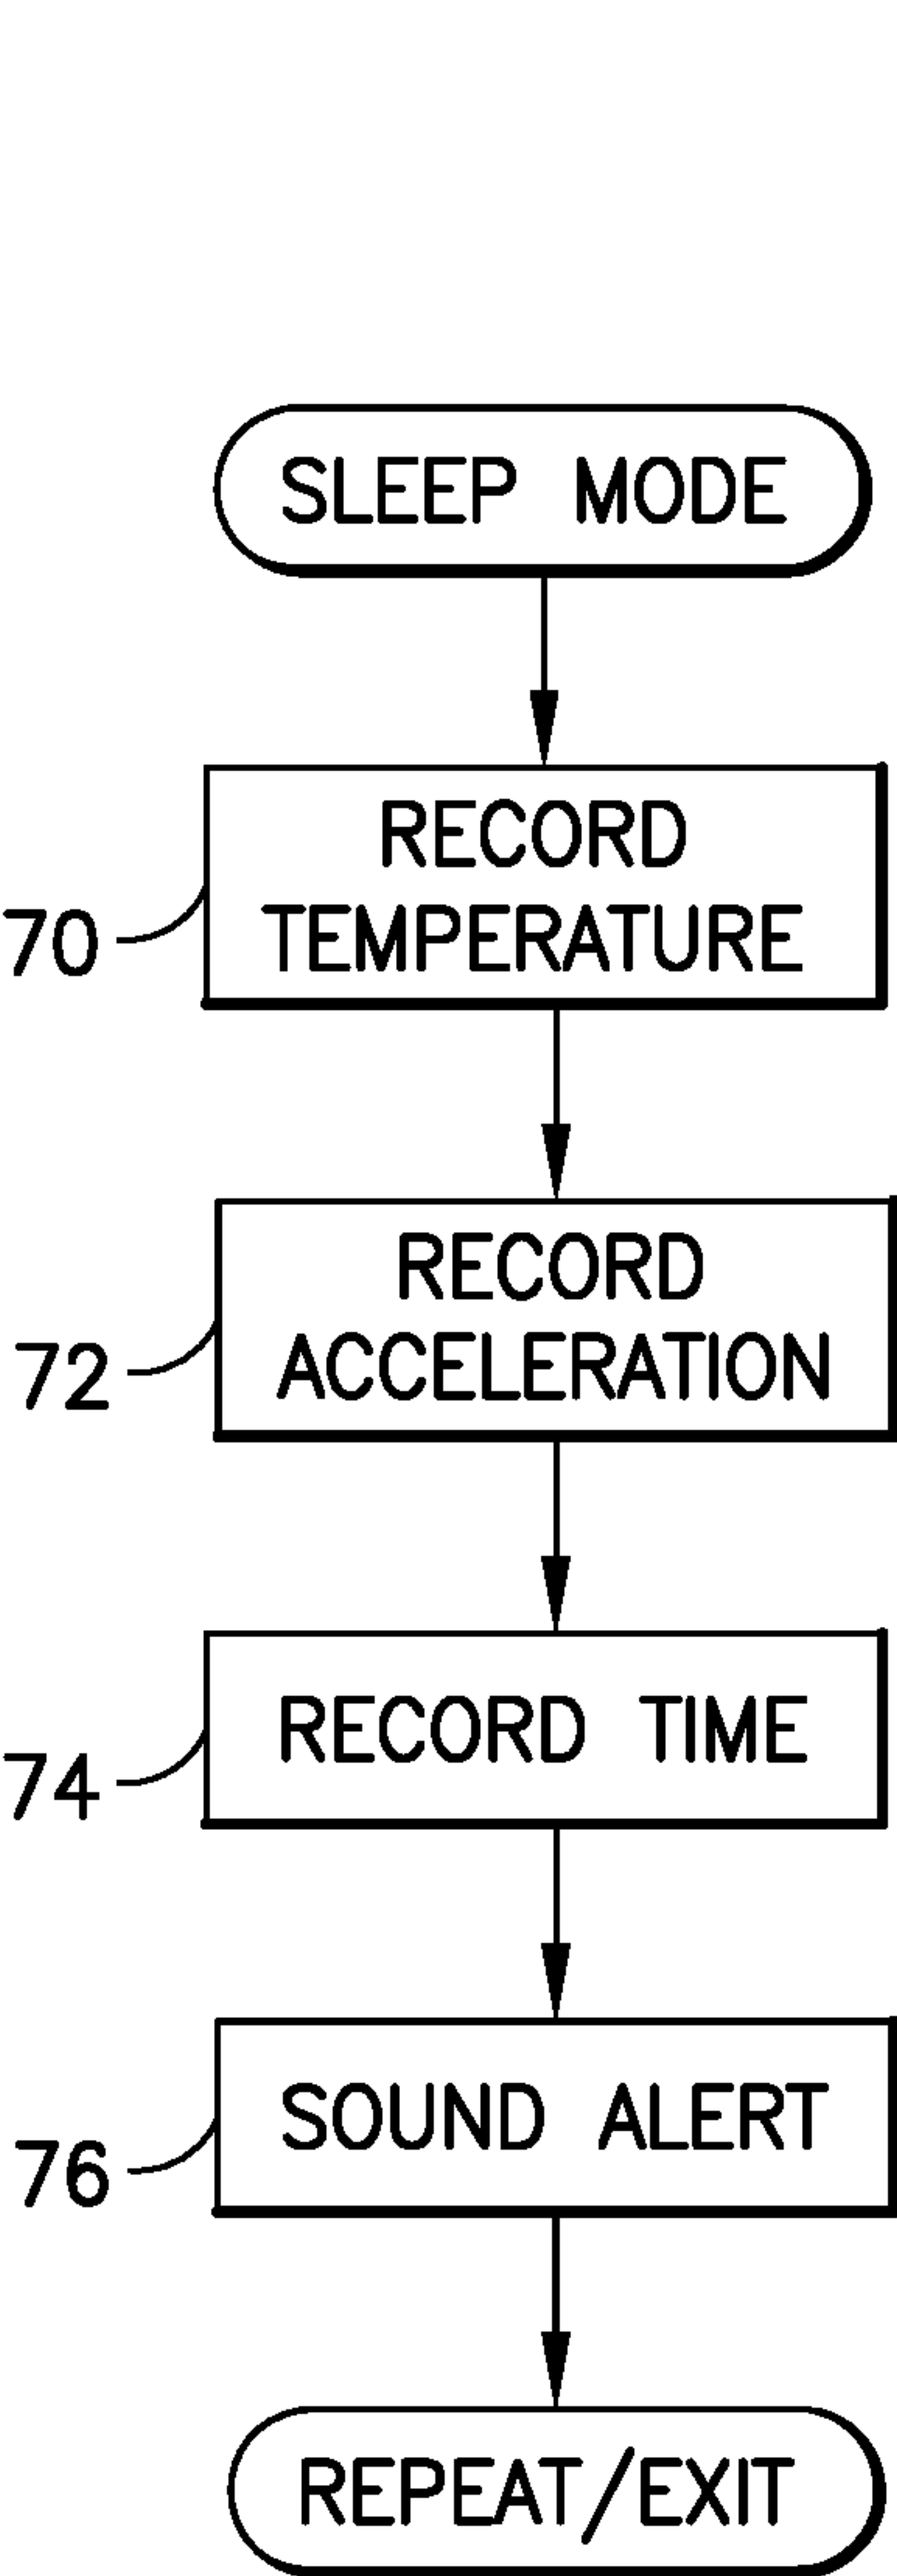 SLEEP MODE
RECORD
TEMPERATURE
70
RECORD
ACCELERATION
72
RECORD TIME
74
SOUND ALERT
76
REPEAT/EXIT